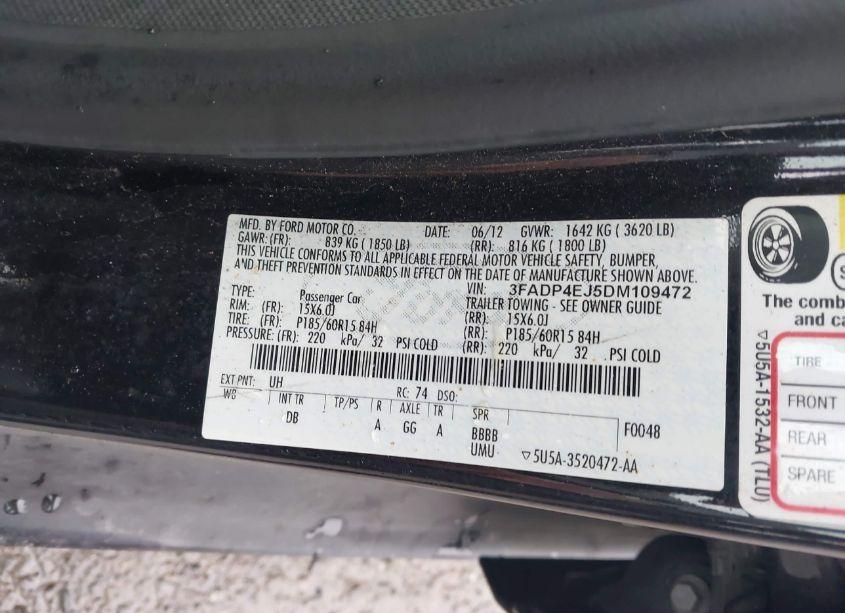 MFD. BY FORD MOTOR CO. DATE: 06/12 GVWR: 1642 KG ( 3620 LB)
GAWR: (FR): 839 KG ( 1850 LB) (RR): 816 KG ( 1800 LB)
THIS VEHICLE CONFORMS TO ALL APPLICABLE FEDERAL MOTOR VEHICLE SAFETY, BUMPER,
AND THEFT PREVENTION STANDARDS IN EFFECT ON THE DATE OF MANUFACTURE SHOWN ABOVE.
VIN: 3FADP4EJ5DM109472
TYPE: Passenger Car TRAILER TOWING - SEE OWNER GUIDE
RIM: (FR): 15X6.0J (RR): 15X6.0J
TIRE: (FR): P185/60R15 84H (RR): P185/60R15 84H
PRESSURE: (FR): 220 kPa/ 32 PSI COLD (RR): 220 kPa/ 32 PSI COLD
EXT PNT: UH RC: 74 DSO:
WB INT TR TP/PS R AXLE TR SPR F0048
DB A GG A BBBB
UMU ▽5U5A-3520472-AA
▽5U5A-1532-AA (TLU)
The comb
and ca
TIRE
FRONT
REAR
SPARE